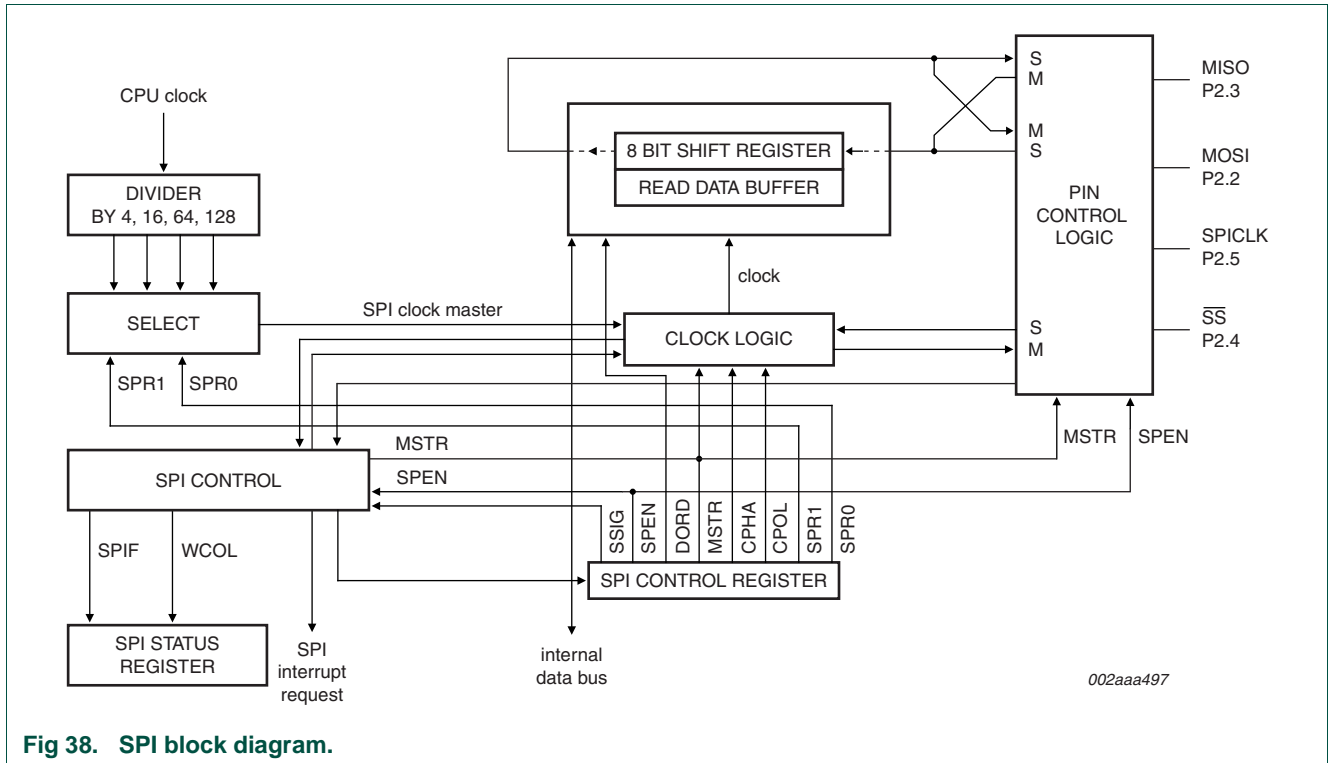 CPU clock
DIVIDER
BY 4, 16, 64, 128
SELECT
SPR1
SPR0
SPI clock master
8 BIT SHIFT REGISTER
READ DATA BUFFER
clock
CLOCK LOGIC
S
M
M
S
S
M
PIN
CONTROL
LOGIC
MISO
P2.3
MOSI
P2.2
SPICLK
P2.5
SS
P2.4
MSTR
SPEN
SPI CONTROL
MSTR
SPEN
SPIF
WCOL
SPI STATUS
REGISTER
SPI
interrupt
request
SSIG
SPEN
DORD
MSTR
CPHA
CPOL
SPR1
SPR0
SPI CONTROL REGISTER
internal
data bus
002aaa497
Fig 38. SPI block diagram.